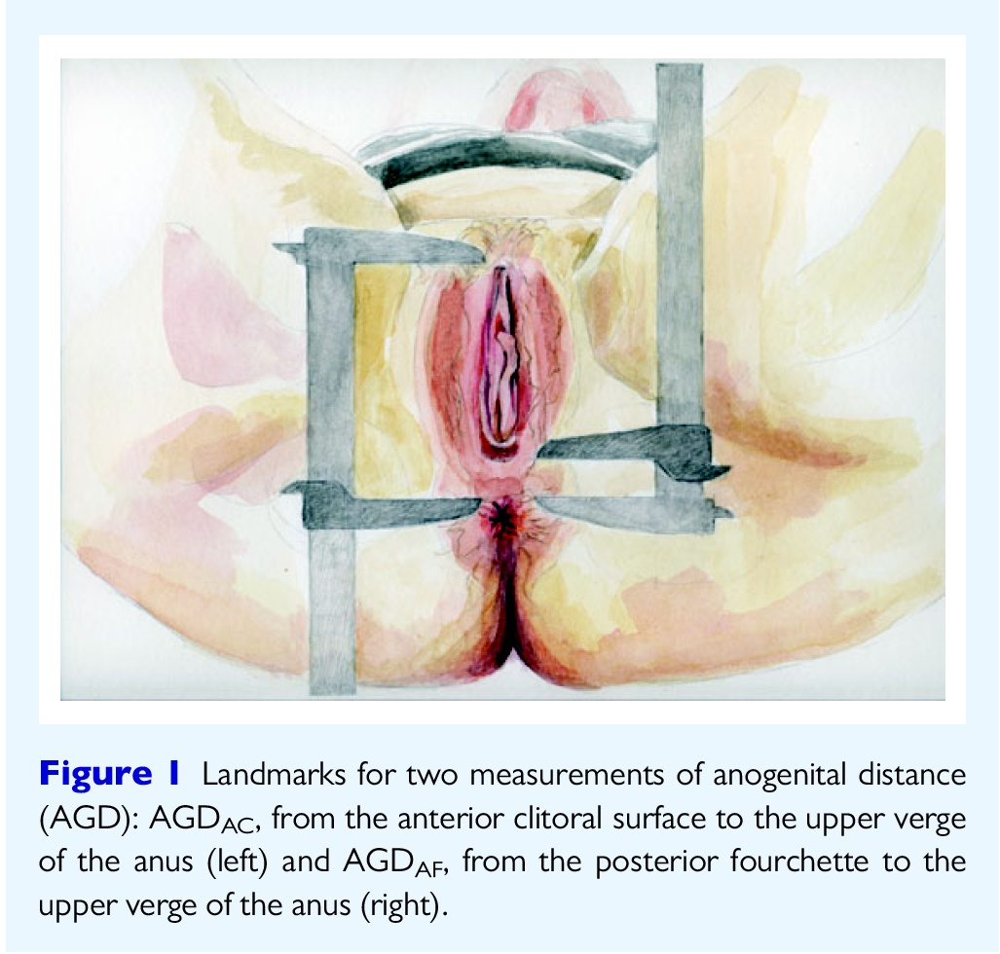 Figure 1 Landmarks for two measurements of anogenital distance
(AGD): AGDAC, from the anterior clitoral surface to the upper verge
of the anus (left) and AGDAF, from the posterior fourchette to the
upper verge of the anus (right).